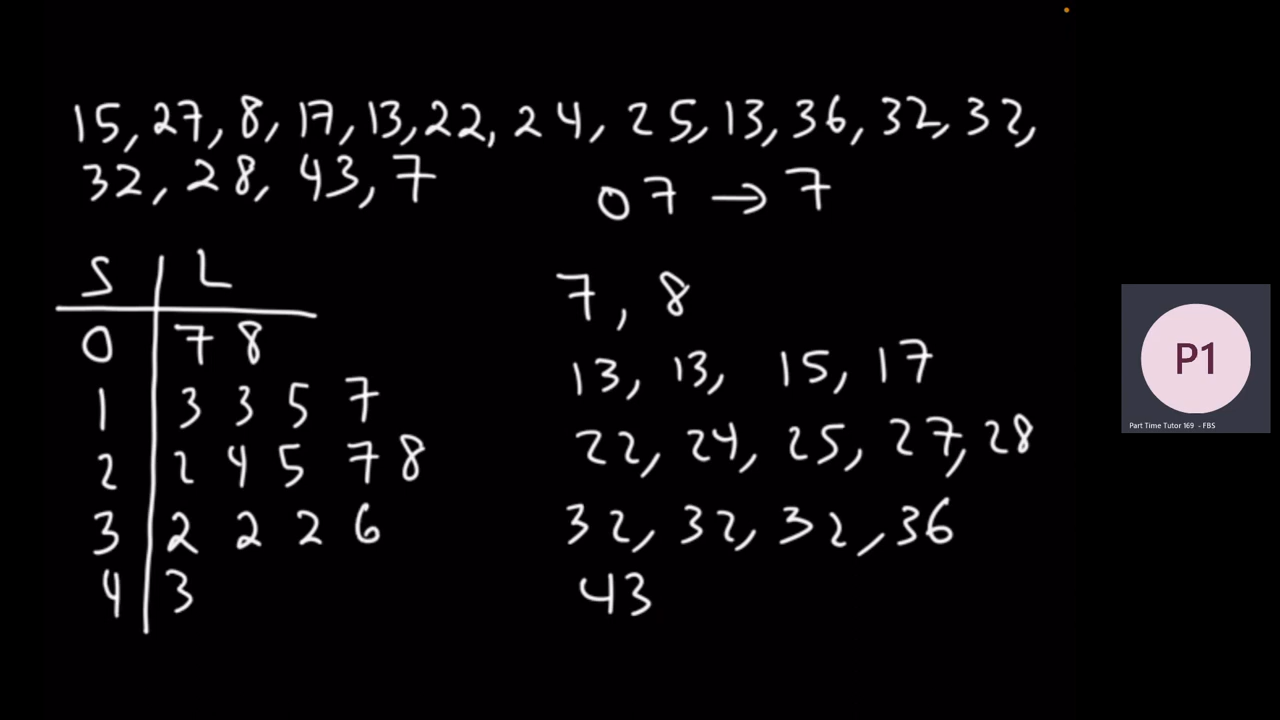 15, 27, 8, 17, 13, 22, 24, 25, 13, 36, 32, 32,
32, 28, 43, 7
07 → 7
S | L
0 | 7 8
1 | 3 3 5 7
2 | 2 4 5 7 8
3 | 2 2 2 6
4 | 3
7, 8
13, 13, 15, 17
22, 24, 25, 27, 28
32, 32, 32, 36
43
P1
Part Time Tutor 169 - FBS